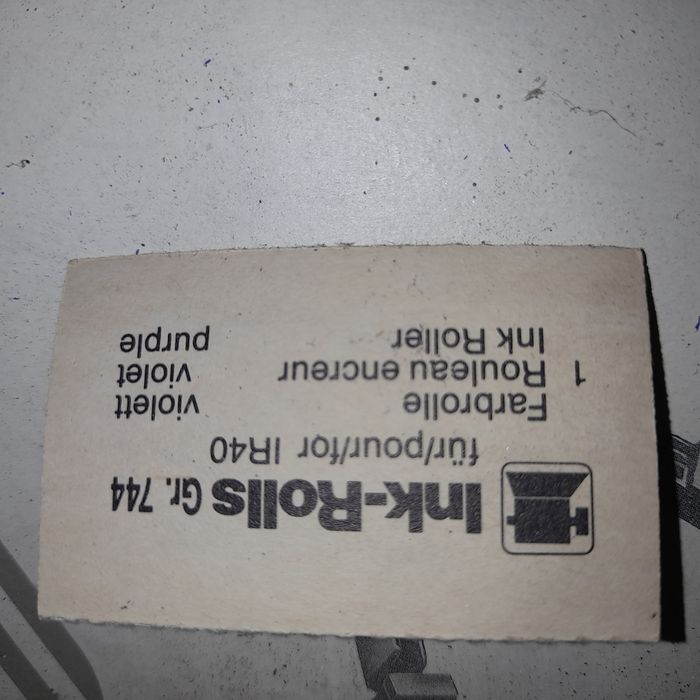 Ink-Rolls Gr. 744
für/pour/for IR40
Farbrolle violett
1 Rouleau encreur violet
Ink Roller purple